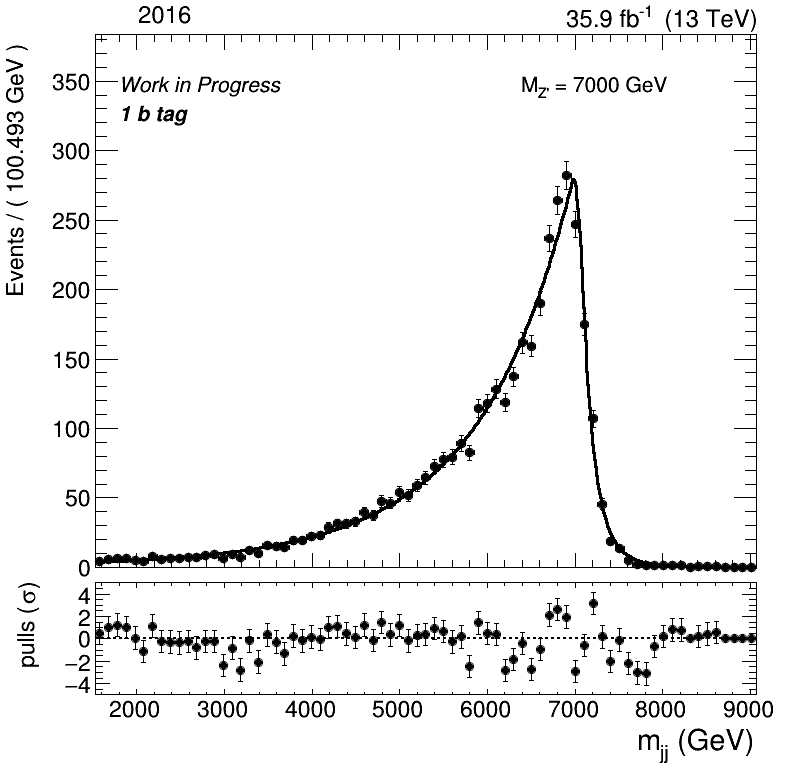 2016
35.9 fb⁻¹ (13 TeV)
Events / ( 100.493 GeV )
350
300
250
200
150
100
50
0
Work in Progress
1 b tag
M_Z' = 7000 GeV
pulls (σ)
4
2
0
−2
−4
2000 3000 4000 5000 6000 7000 8000 9000
m_jj (GeV)